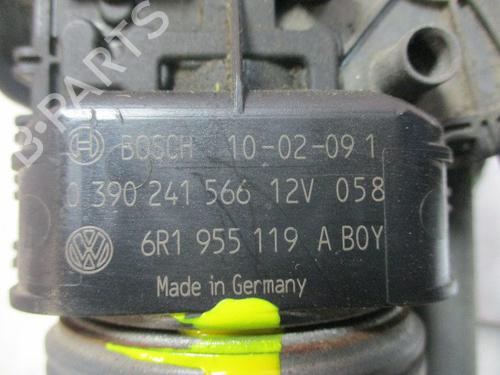 BOSCH 10-02-09 1
0 390 241 566 12V 058
6R1 955 119 A BOY
Made in Germany
B-Parts